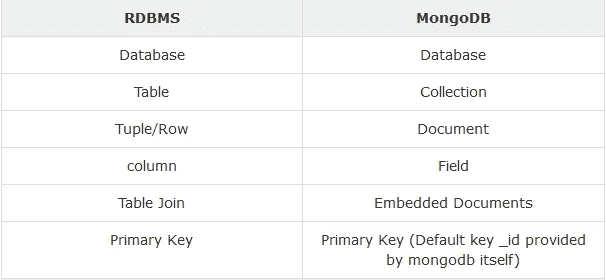 RDBMS MongoDB
Database Database
Table Collection
Tuple/Row Document
column Field
Table Join Embedded Documents
Primary Key Primary Key (Default key _id provided
by mongodb itself)